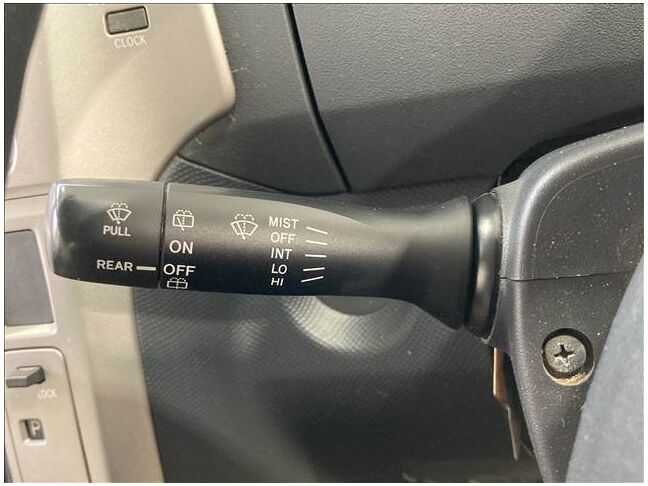 CLOCK
PULL
REAR
ON
OFF
MIST
OFF
INT
LO
HI
P